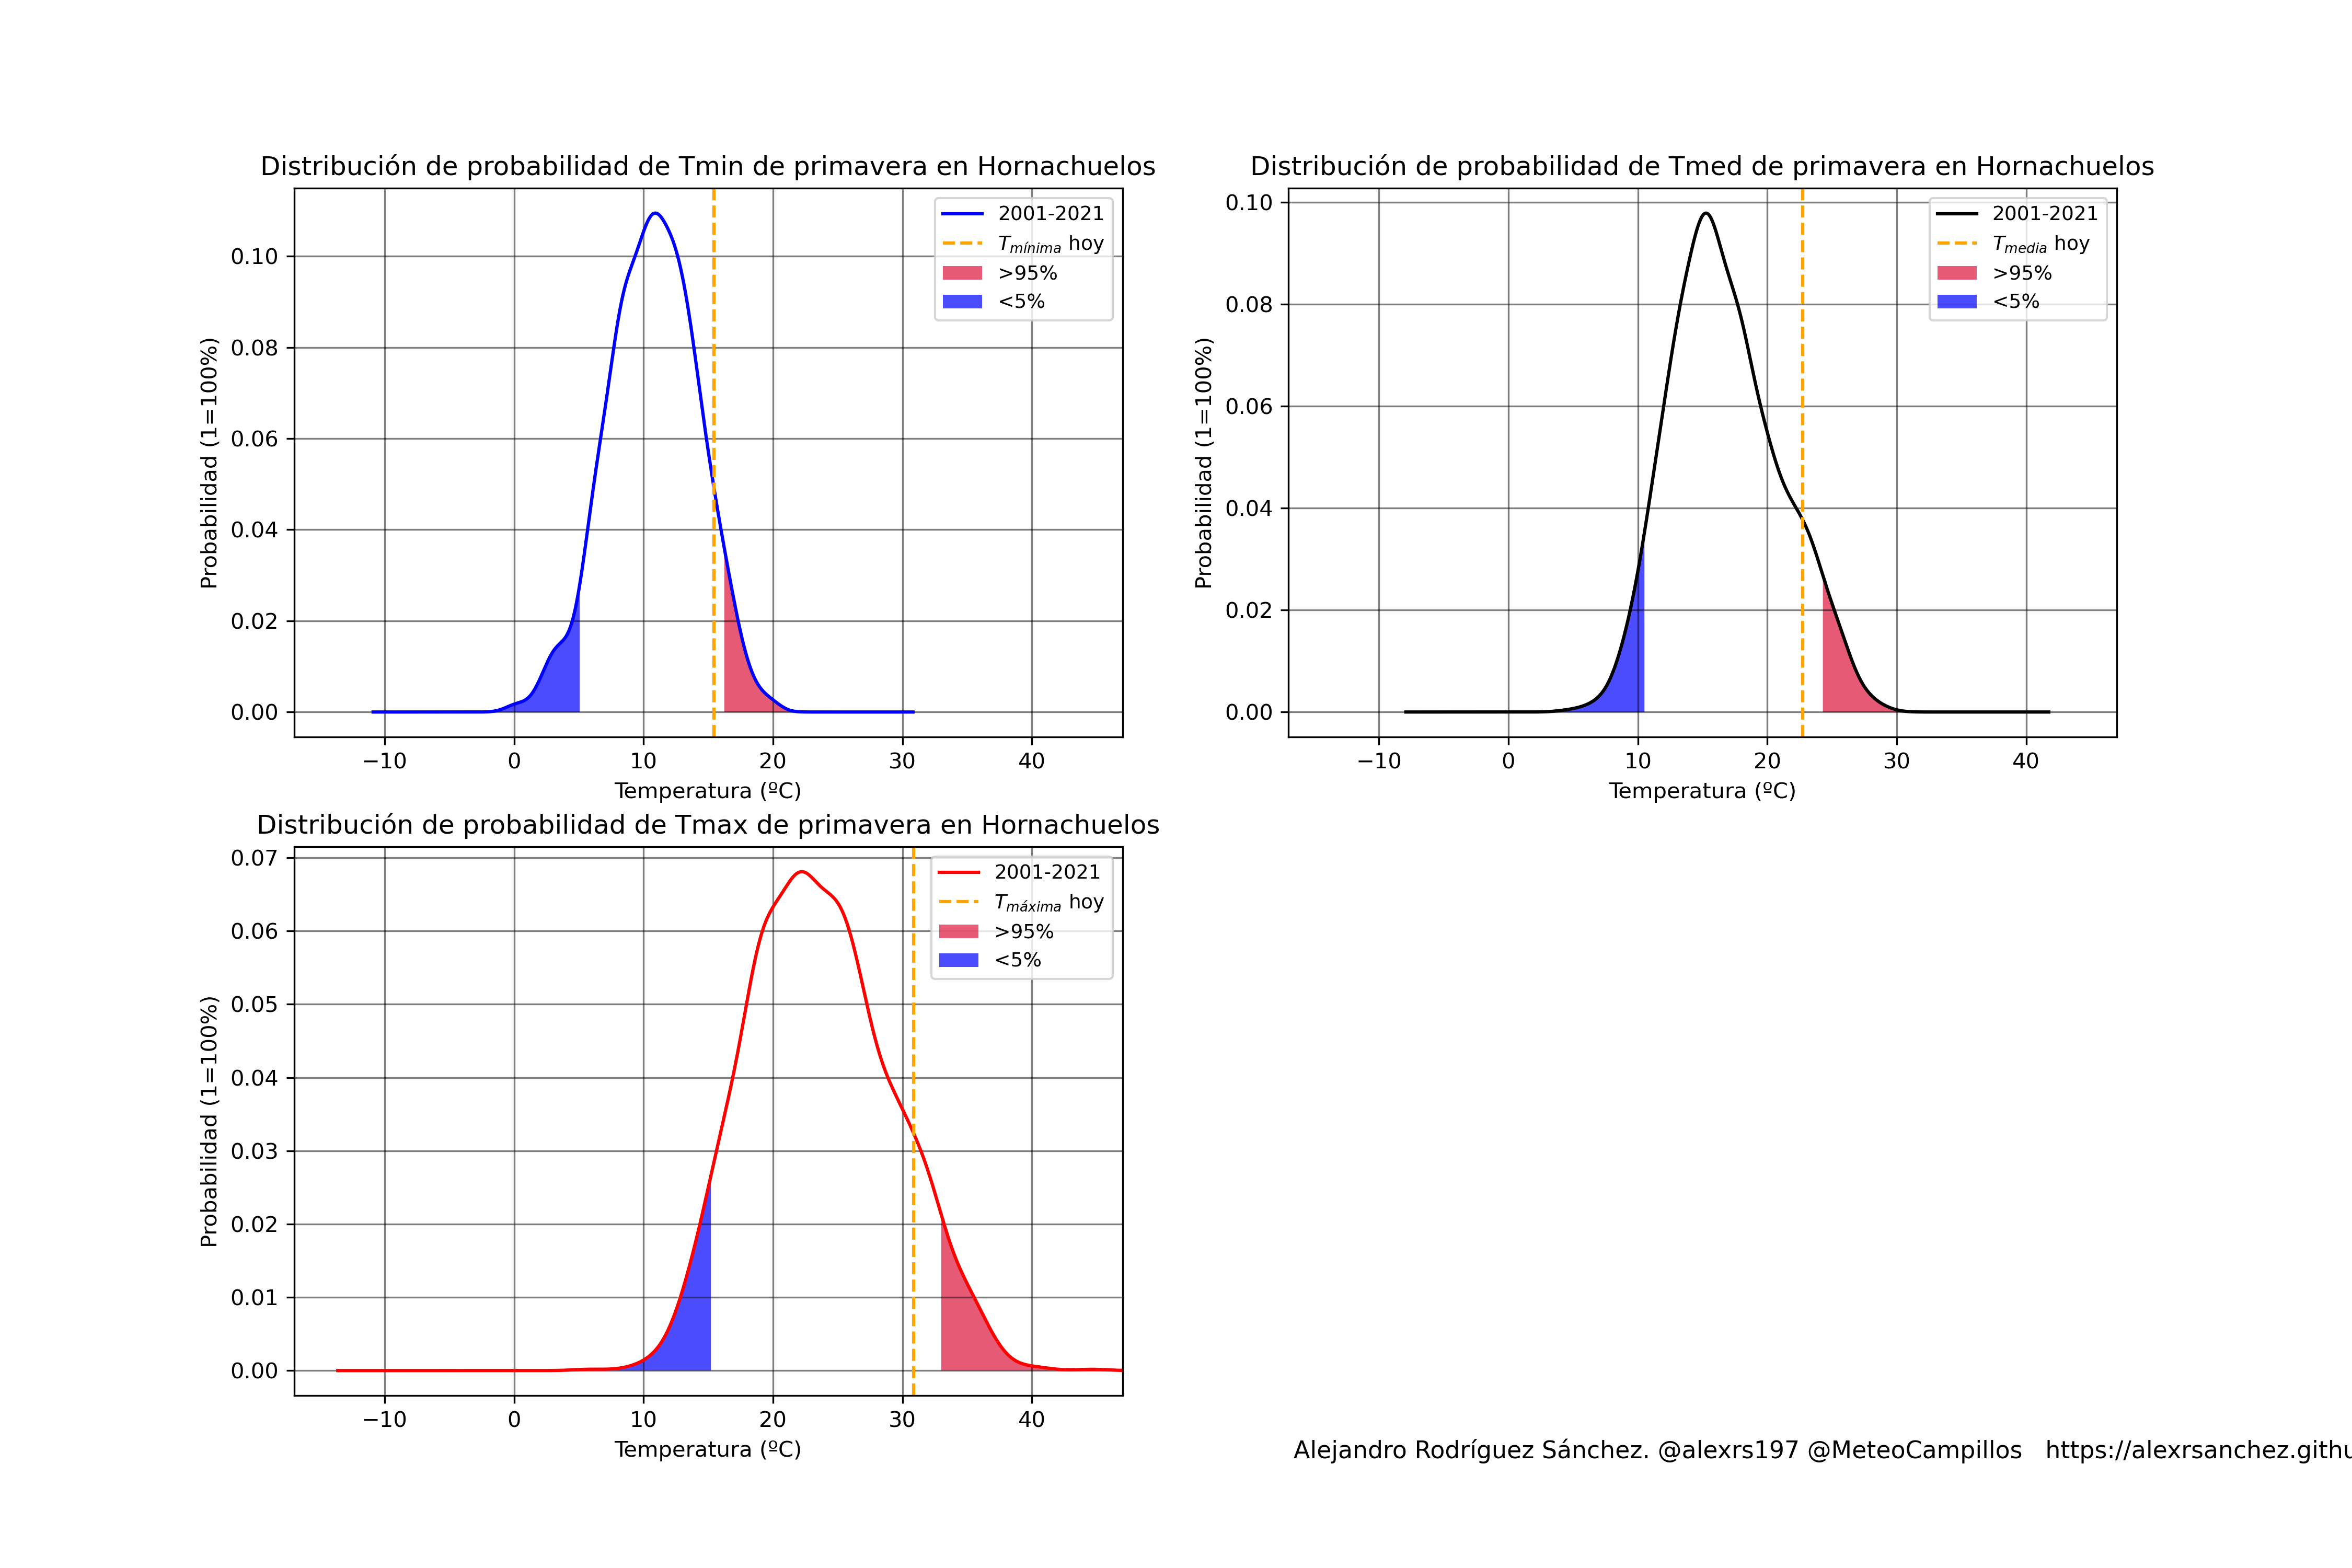 Distribución de probabilidad de Tmin de primavera en Hornachuelos
Probabilidad (1=100%)
0.10
0.08
0.06
0.04
0.02
0.00
−10 0 10 20 30 40
Temperatura (ºC)
2001-2021
Tmínima hoy
>95%
<5%
Distribución de probabilidad de Tmed de primavera en Hornachuelos
Probabilidad (1=100%)
0.10
0.08
0.06
0.04
0.02
0.00
−10 0 10 20 30 40
Temperatura (ºC)
2001-2021
Tmedia hoy
>95%
<5%
Distribución de probabilidad de Tmax de primavera en Hornachuelos
Probabilidad (1=100%)
0.07
0.06
0.05
0.04
0.03
0.02
0.01
0.00
−10 0 10 20 30 40
Temperatura (ºC)
2001-2021
Tmáxima hoy
>95%
<5%
Alejandro Rodríguez Sánchez. @alexrs197 @MeteoCampillos https://alexrsanchez.githu